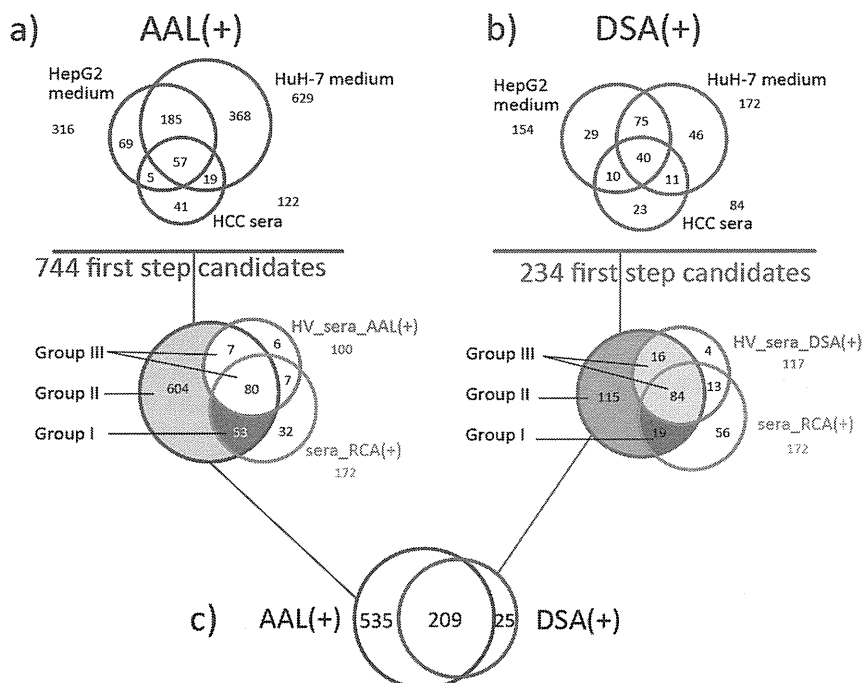 a) AAL(+)
HepG2
medium
316
HuH-7 medium
629
185
368
69
57
5
19
41
122
HCC sera
744 first step candidates
HV_sera_AAL(+)
100
7
6
Group III
7
604
80
Group II
Group I
53
32
sera_RCA(+)
172
b) DSA(+)
HepG2
medium
154
HuH-7 medium
172
75
29
46
40
10
11
23
84
HCC sera
234 first step candidates
HV_sera_DSA(+)
117
16
4
Group III
13
115
84
Group II
Group I
19
56
sera_RCA(+)
172
c) AAL(+) 535 209 25 DSA(+)